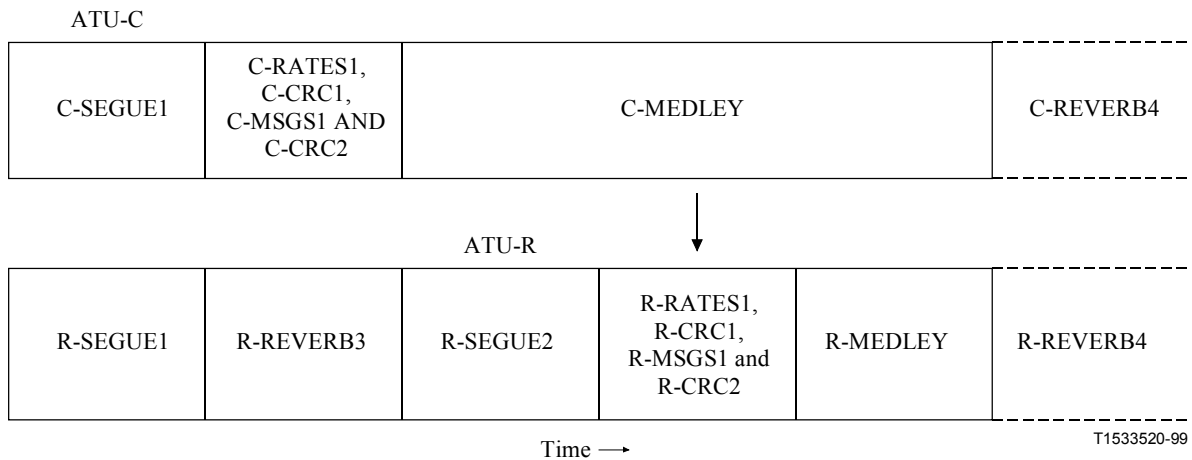 ATU-C
C-SEGUE1
C-RATES1,
C-CRC1,
C-MSGS1 AND
C-CRC2
C-MEDLEY
C-REVERB4
ATU-R
R-SEGUE1
R-REVERB3
R-SEGUE2
R-RATES1,
R-CRC1,
R-MSGS1 and
R-CRC2
R-MEDLEY
R-REVERB4
Time
T1533520-99